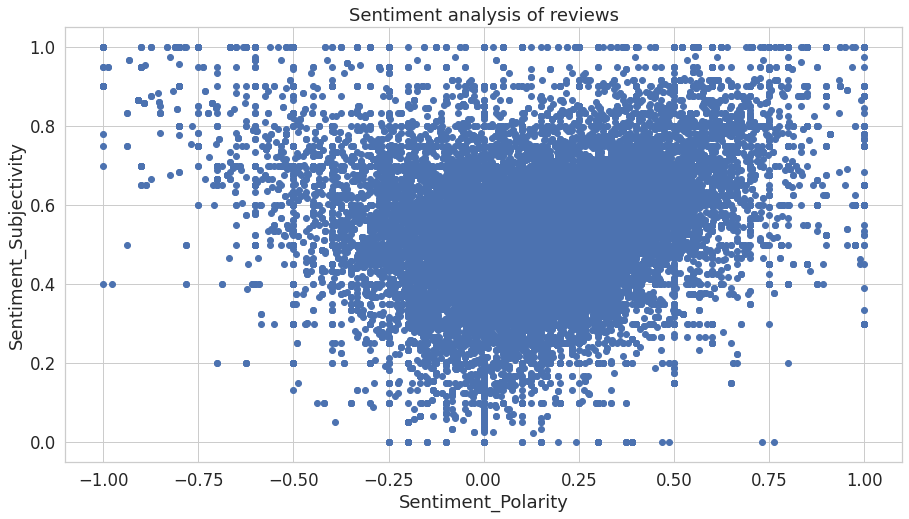 Sentiment analysis of reviews
Sentiment_Subjectivity
1.0
0.8
0.6
0.4
0.2
0.0
−1.00 −0.75 −0.50 −0.25 0.00 0.25 0.50 0.75 1.00
Sentiment_Polarity